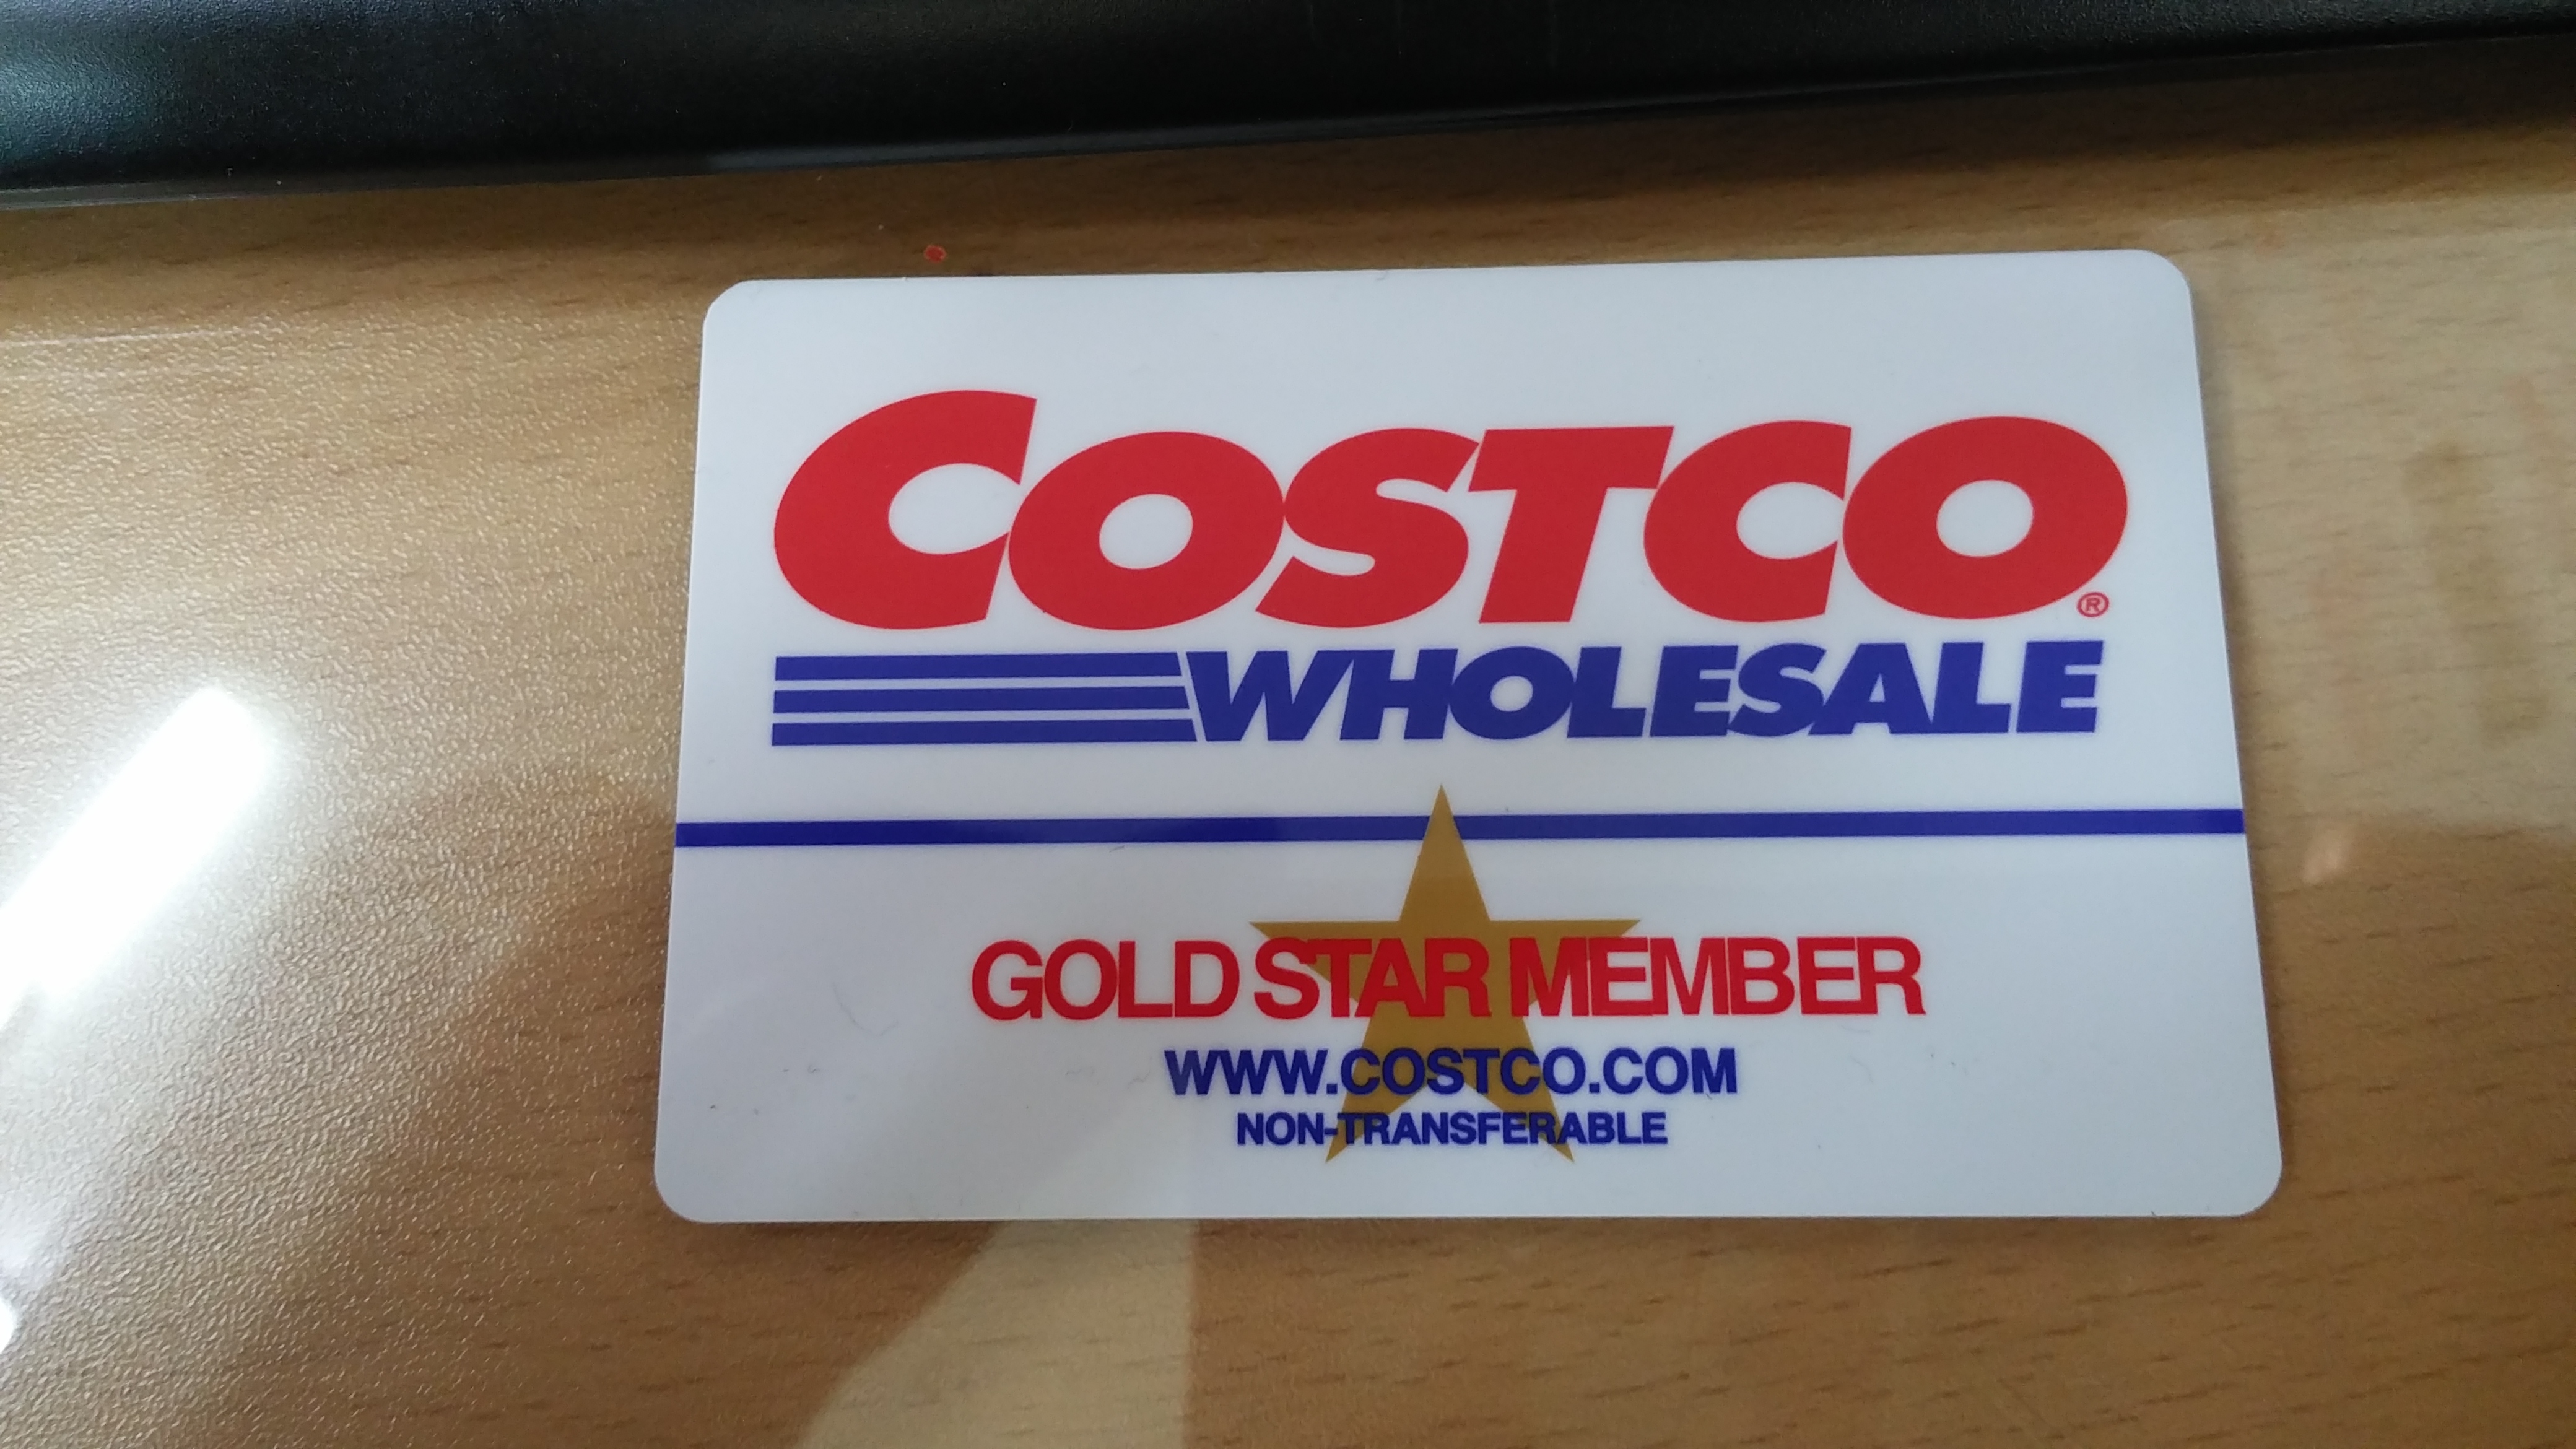 COSTCO®
WHOLESALE
GOLD STAR MEMBER
WWW.COSTCO.COM
NON-TRANSFERABLE